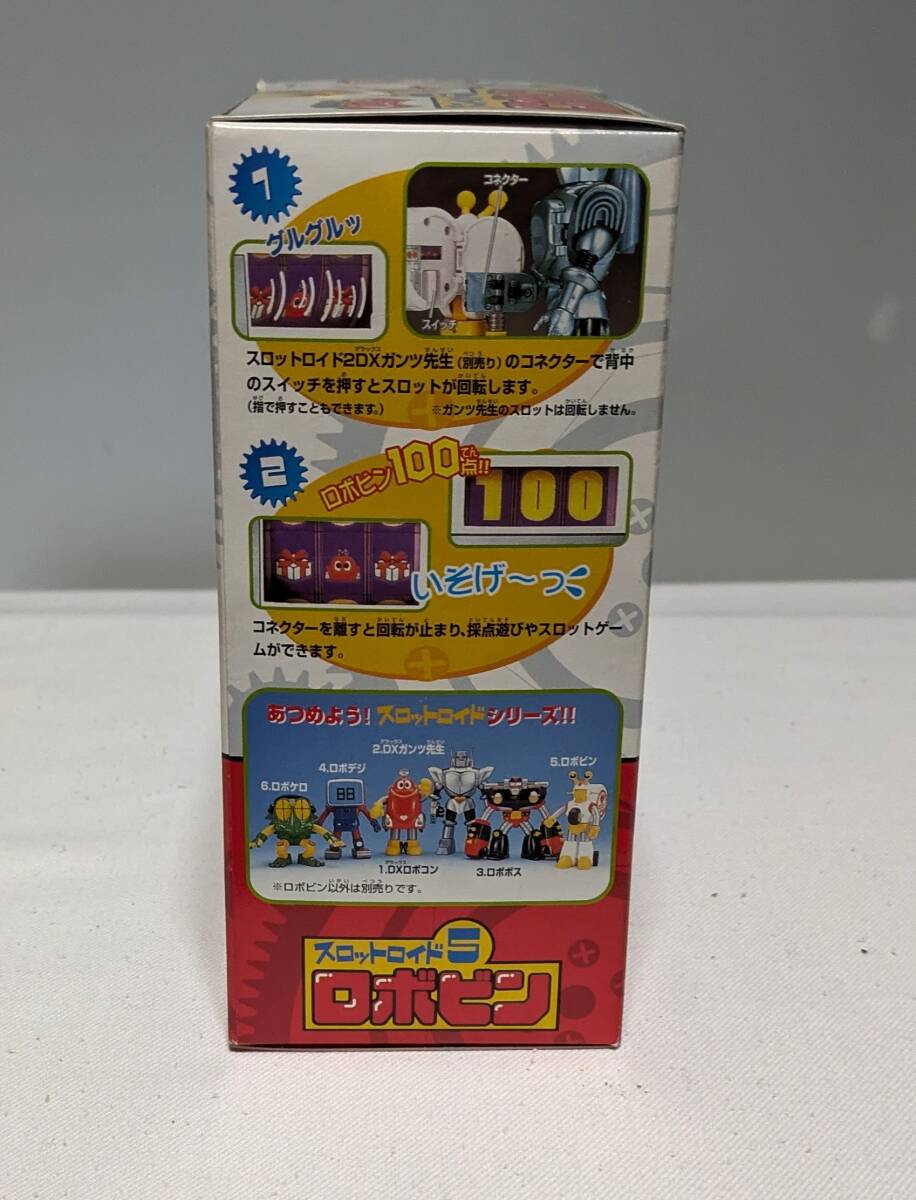 1
グルグルッ
コネクター
スイッチ
スロットロイド2DXガンツ先生(別売り)のコネクターで背中
のスイッチを押すとスロットが回転します。
(指で押すこともできます。)
※ガンツ先生のスロットは回転しません。
2
ロボピン100点!!
100
いそげ〜っ
コネクターを離すと回転が止まり、採点遊びやスロットゲー
ムができます。
あつめよう!スロットロイドシリーズ!!
2.DXガンツ先生
4.ロボデジ
5.ロボピン
6.ロボケロ
88
1.DXロボコン
3.ロボボス
※ロボピン以外は別売りです。
スロットロイド5
ロボピン